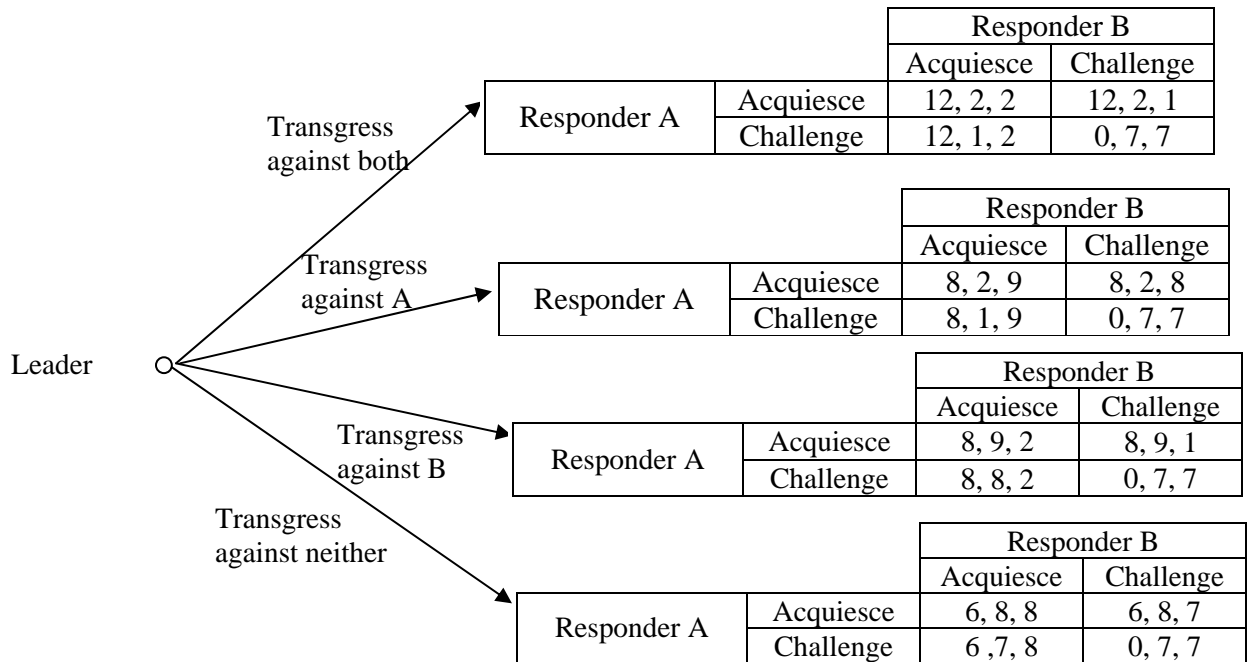 Responder B
Acquiesce Challenge
Responder A Acquiesce 12, 2, 2 12, 2, 1
Challenge 12, 1, 2 0, 7, 7
Transgress
against both
Responder B
Acquiesce Challenge
Responder A Acquiesce 8, 2, 9 8, 2, 8
Challenge 8, 1, 9 0, 7, 7
Transgress
against A
Leader
Responder B
Acquiesce Challenge
Responder A Acquiesce 8, 9, 2 8, 9, 1
Challenge 8, 8, 2 0, 7, 7
Transgress
against B
Transgress
against neither
Responder B
Acquiesce Challenge
Responder A Acquiesce 6, 8, 8 6, 8, 7
Challenge 6 ,7, 8 0, 7, 7